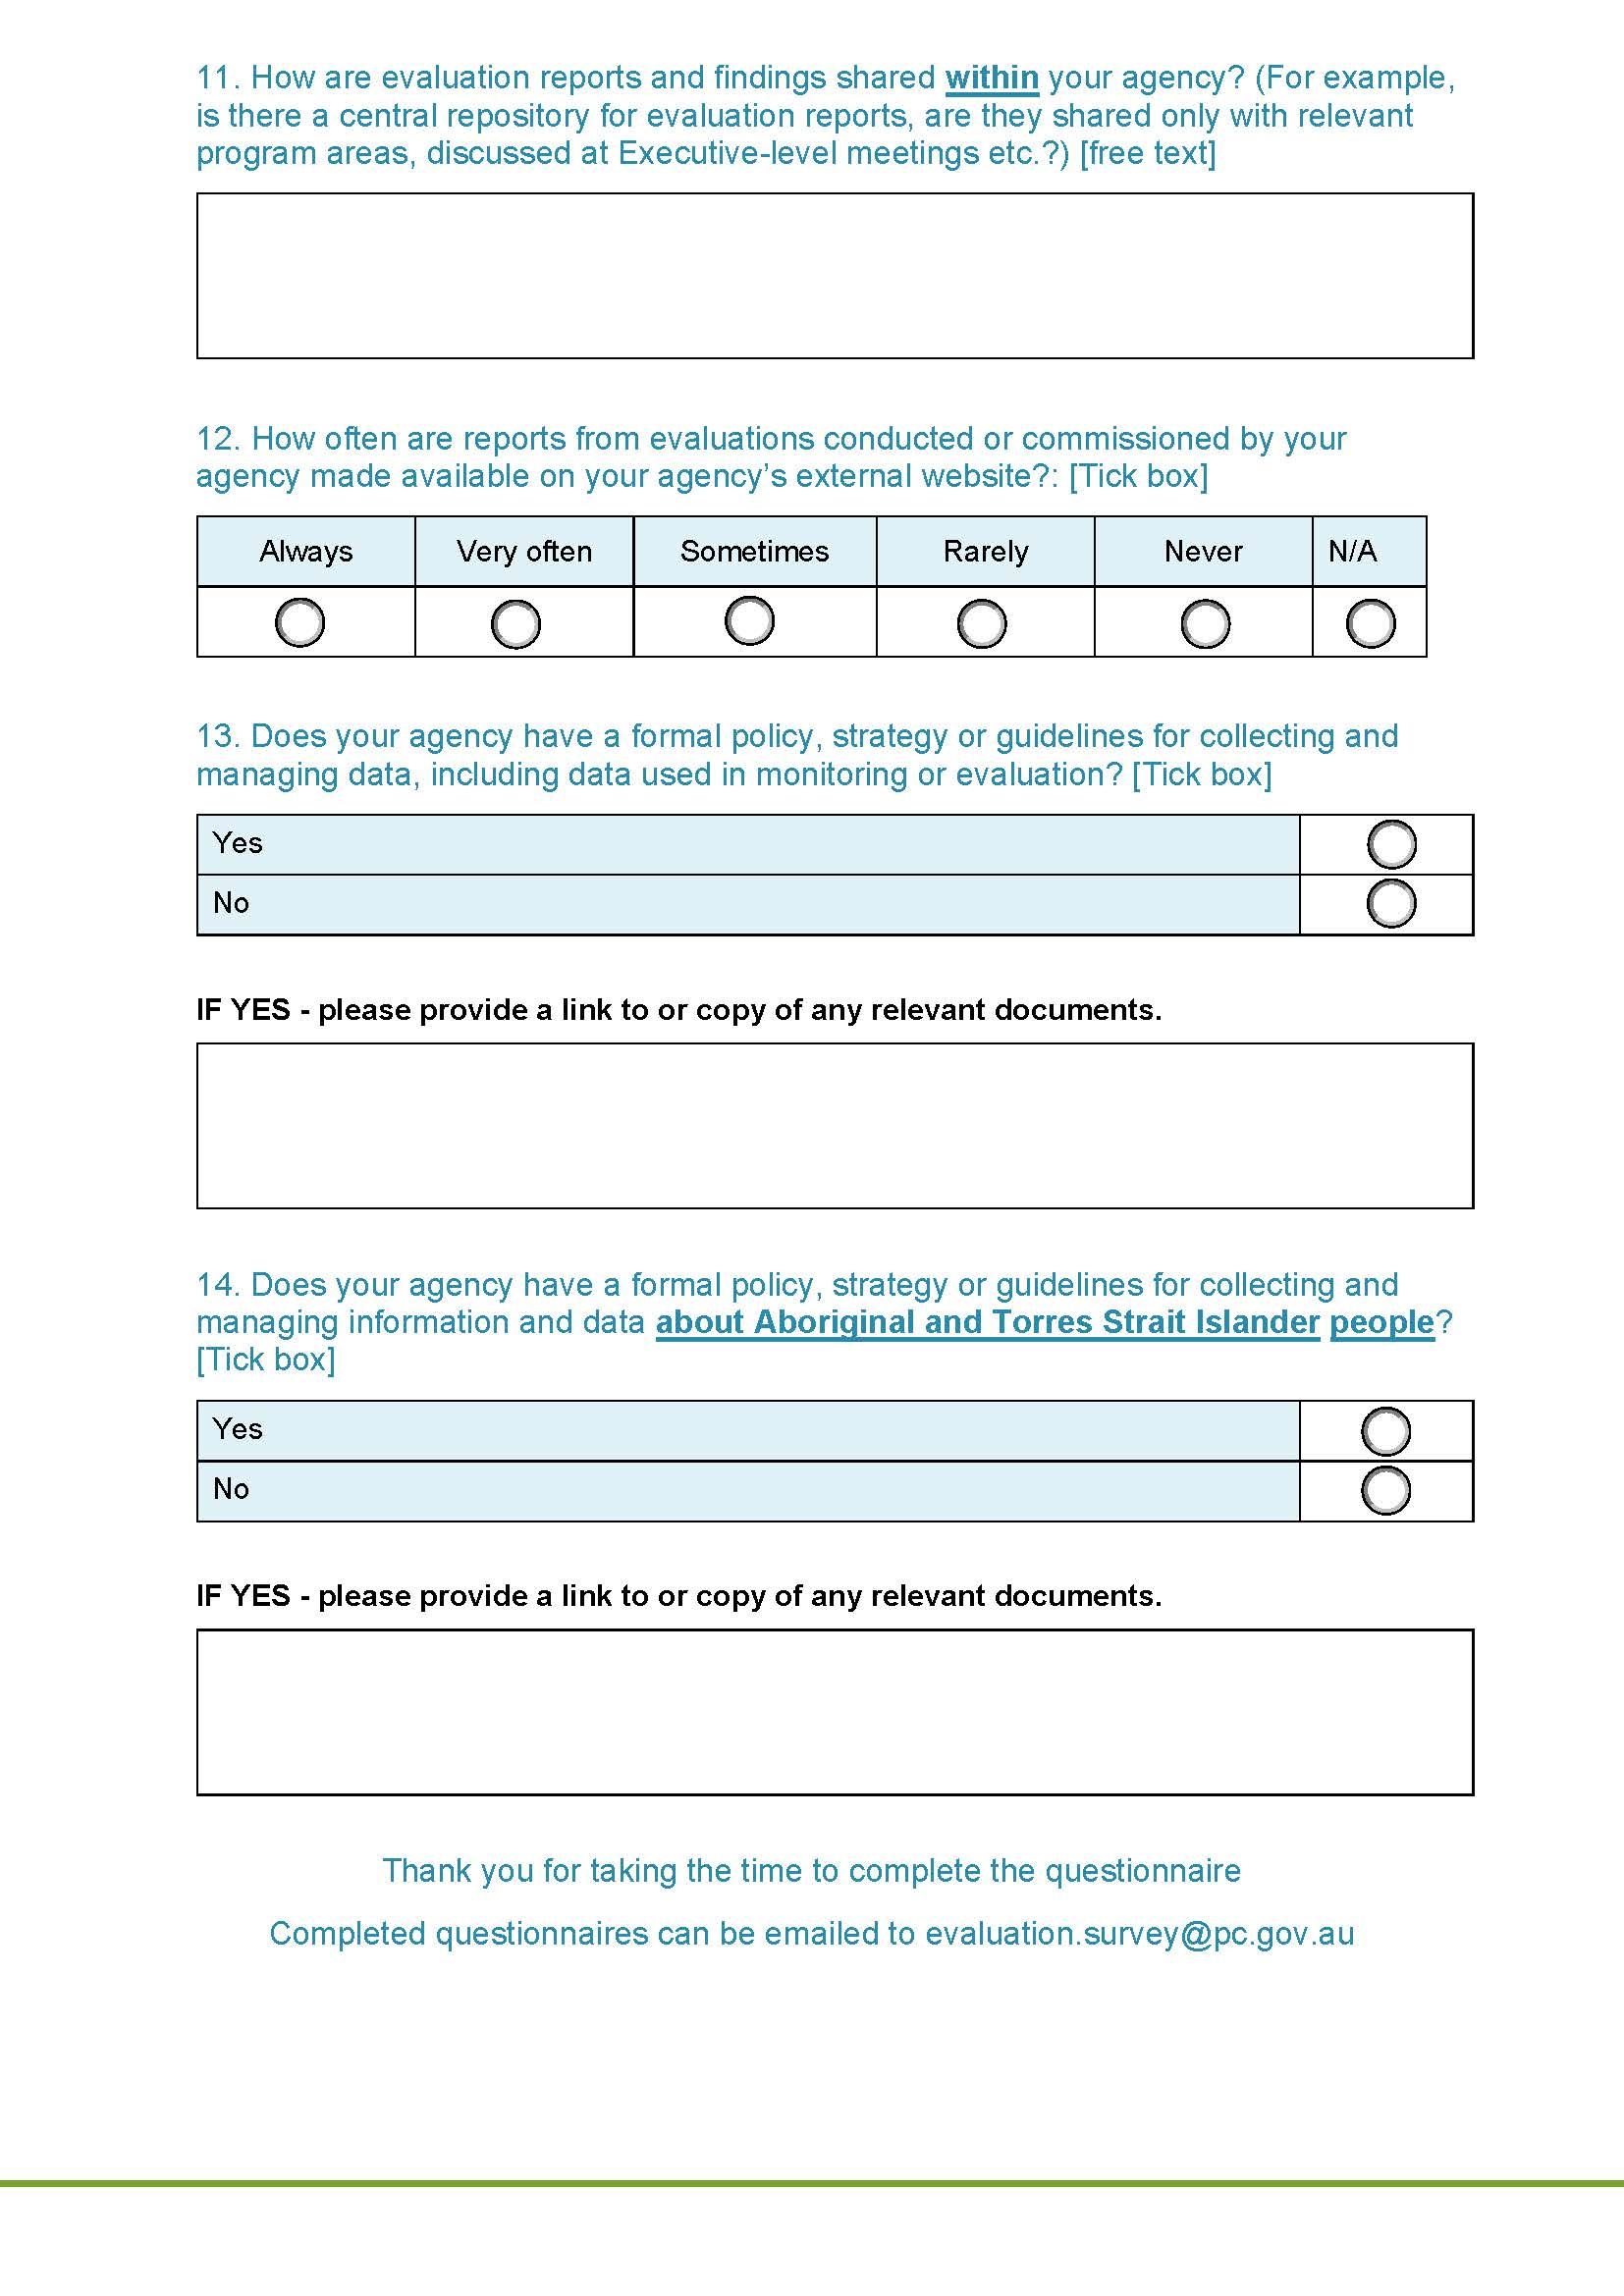 11. How are evaluation reports and findings shared within your agency? (For example,
is there a central repository for evaluation reports, are they shared only with relevant
program areas, discussed at Executive-level meetings etc.?) [free text]
12. How often are reports from evaluations conducted or commissioned by your
agency made available on your agency’s external website?: [Tick box]
Always Very often Sometimes Rarely Never N/A
13. Does your agency have a formal policy, strategy or guidelines for collecting and
managing data, including data used in monitoring or evaluation? [Tick box]
Yes
No
IF YES - please provide a link to or copy of any relevant documents.
14. Does your agency have a formal policy, strategy or guidelines for collecting and
managing information and data about Aboriginal and Torres Strait Islander people?
[Tick box]
Yes
No
IF YES - please provide a link to or copy of any relevant documents.
Thank you for taking the time to complete the questionnaire
Completed questionnaires can be emailed to evaluation.survey@pc.gov.au